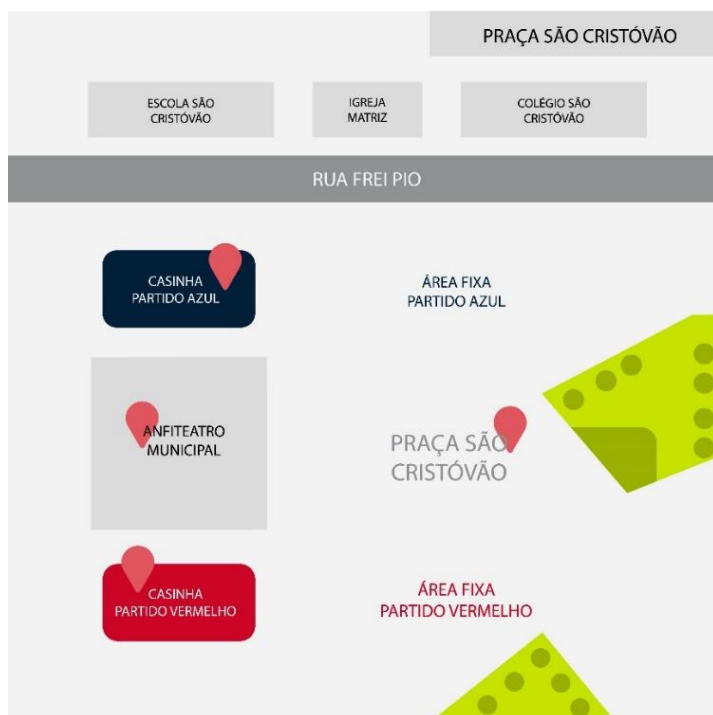 PRAÇA SÃO CRISTÓVÃO
ESCOLA SÃO
CRISTÓVÃO
IGREJA
MATRIZ
COLÉGIO SÃO
CRISTÓVÃO
RUA FREI PIO
CASINHA
PARTIDO AZUL
ÁREA FIXA
PARTIDO AZUL
ANFITEATRO
MUNICIPAL
PRAÇA SÃO
CRISTÓVÃO
CASINHA
PARTIDO VERMELHO
ÁREA FIXA
PARTIDO VERMELHO